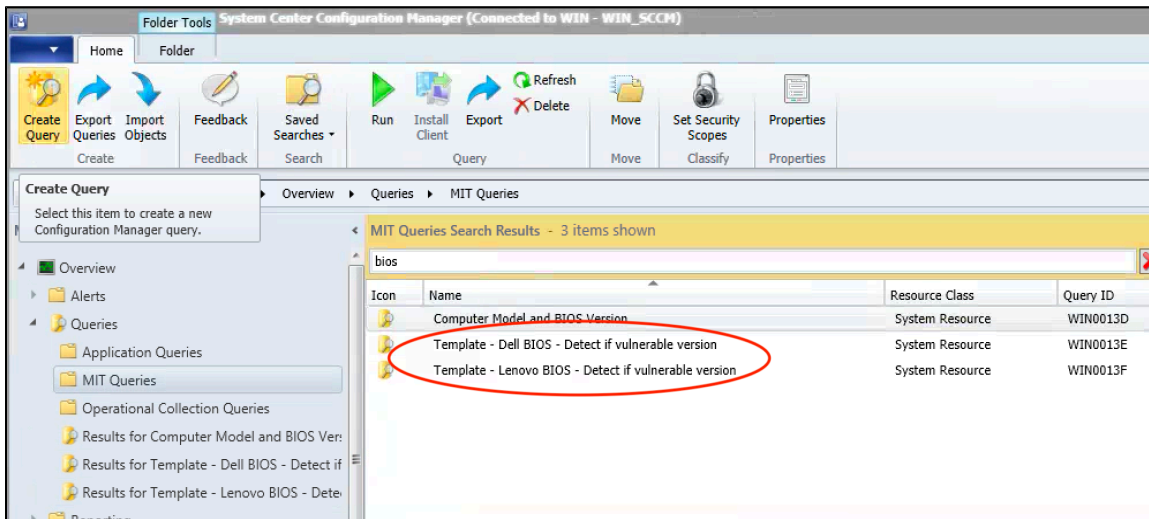 Folder Tools System Center Configuration Manager (Connected to WIN - WIN_SCCM)
Home Folder
Create Query Export Queries Import Objects Feedback Saved Searches Run Install Client Export Refresh Delete Move Set Security Scopes Properties
Create Feedback Search Query Move Classify Properties
Create Query
Select this item to create a new
Configuration Manager query.
Overview Queries MIT Queries
MIT Queries Search Results - 3 items shown
bios
Icon Name Resource Class Query ID
Computer Model and BIOS Version System Resource WIN0013D
Template - Dell BIOS - Detect if vulnerable version System Resource WIN0013E
Template - Lenovo BIOS - Detect if vulnerable version System Resource WIN0013F
Overview
Alerts
Queries
Application Queries
MIT Queries
Operational Collection Queries
Results for Computer Model and BIOS Ver
Results for Template - Dell BIOS - Detect if
Results for Template - Lenovo BIOS - Dete
Reporting